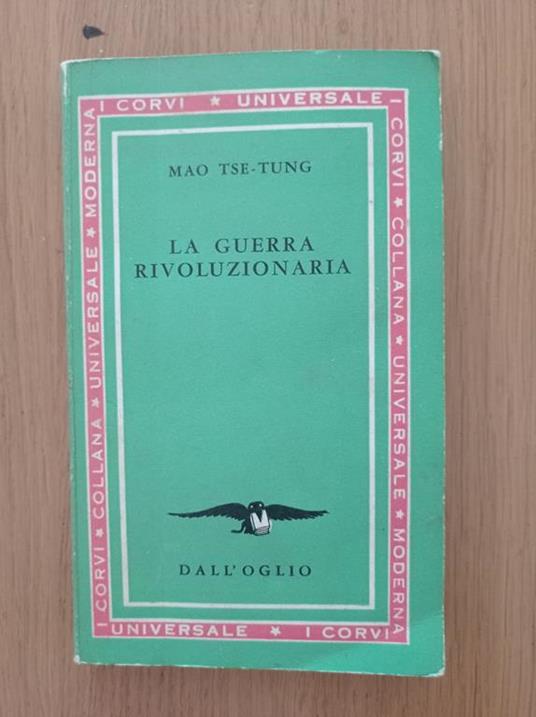 I CORVI ★ UNIVERSALE
I CORVI ★ COLLANA ★ UNIVERSALE ★ MODERNA
MAO TSE-TUNG
LA GUERRA
RIVOLUZIONARIA
DALL'OGLIO
I CORVI ★ COLLANA ★ UNIVERSALE ★ MODERNA
UNIVERSALE ★ I CORVI